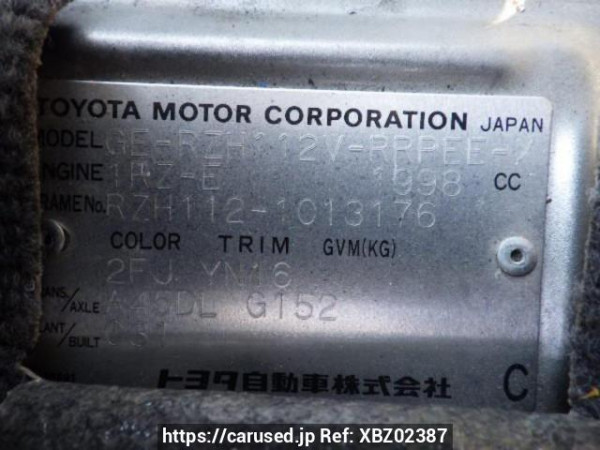 TOYOTA MOTOR CORPORATION JAPAN
MODEL GE-RZH112V-
ENGINE 1RZ-E 1998 CC
FRAME No. RZH112-1013176
COLOR TRIM GVM(KG)
2FJ YN16
TRANS/AXLE A45DL G152
PLANT/BUILT
トヨタ自動車株式会社 C
https://carused.jp Ref: XBZ02387